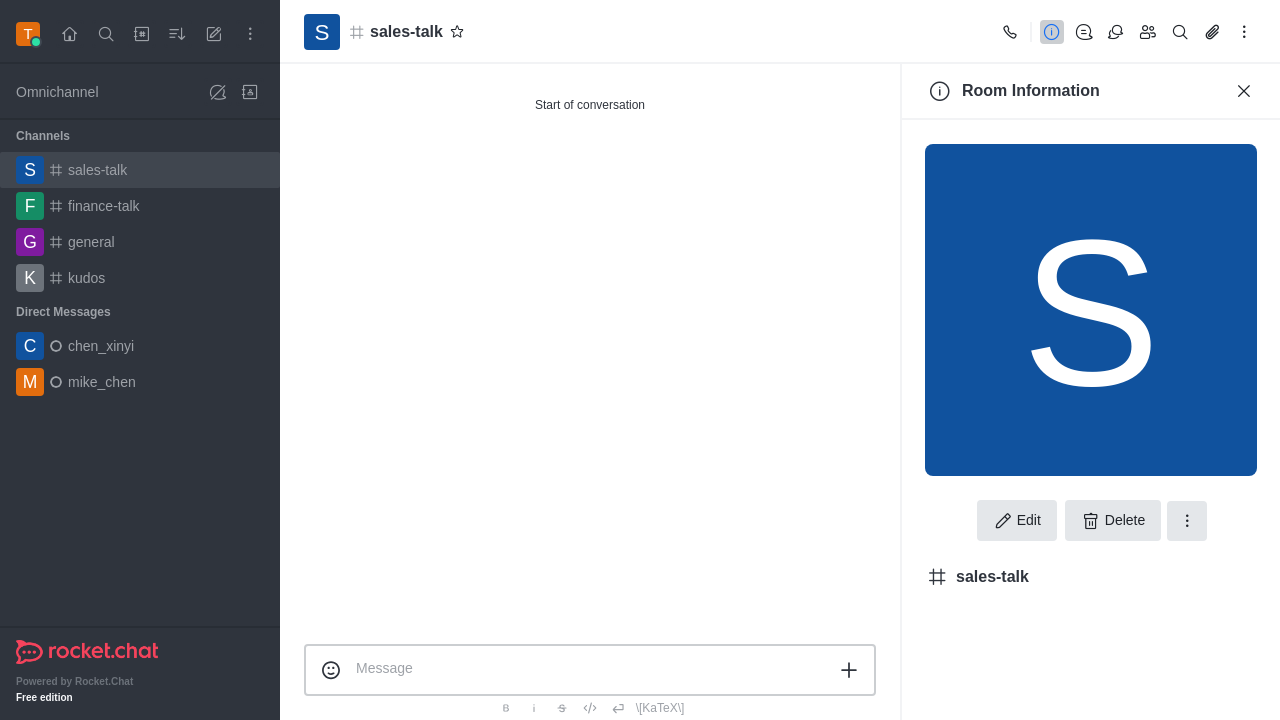 T
Omnichannel
Channels
S sales-talk
F finance-talk
G general
K kudos
Direct Messages
C chen_xinyi
M mike_chen
rocket.chat
Powered by Rocket.Chat
Free edition
S sales-talk
Start of conversation
Message
B i S \[KaTeX\]
Room Information
S
Edit Delete
sales-talk